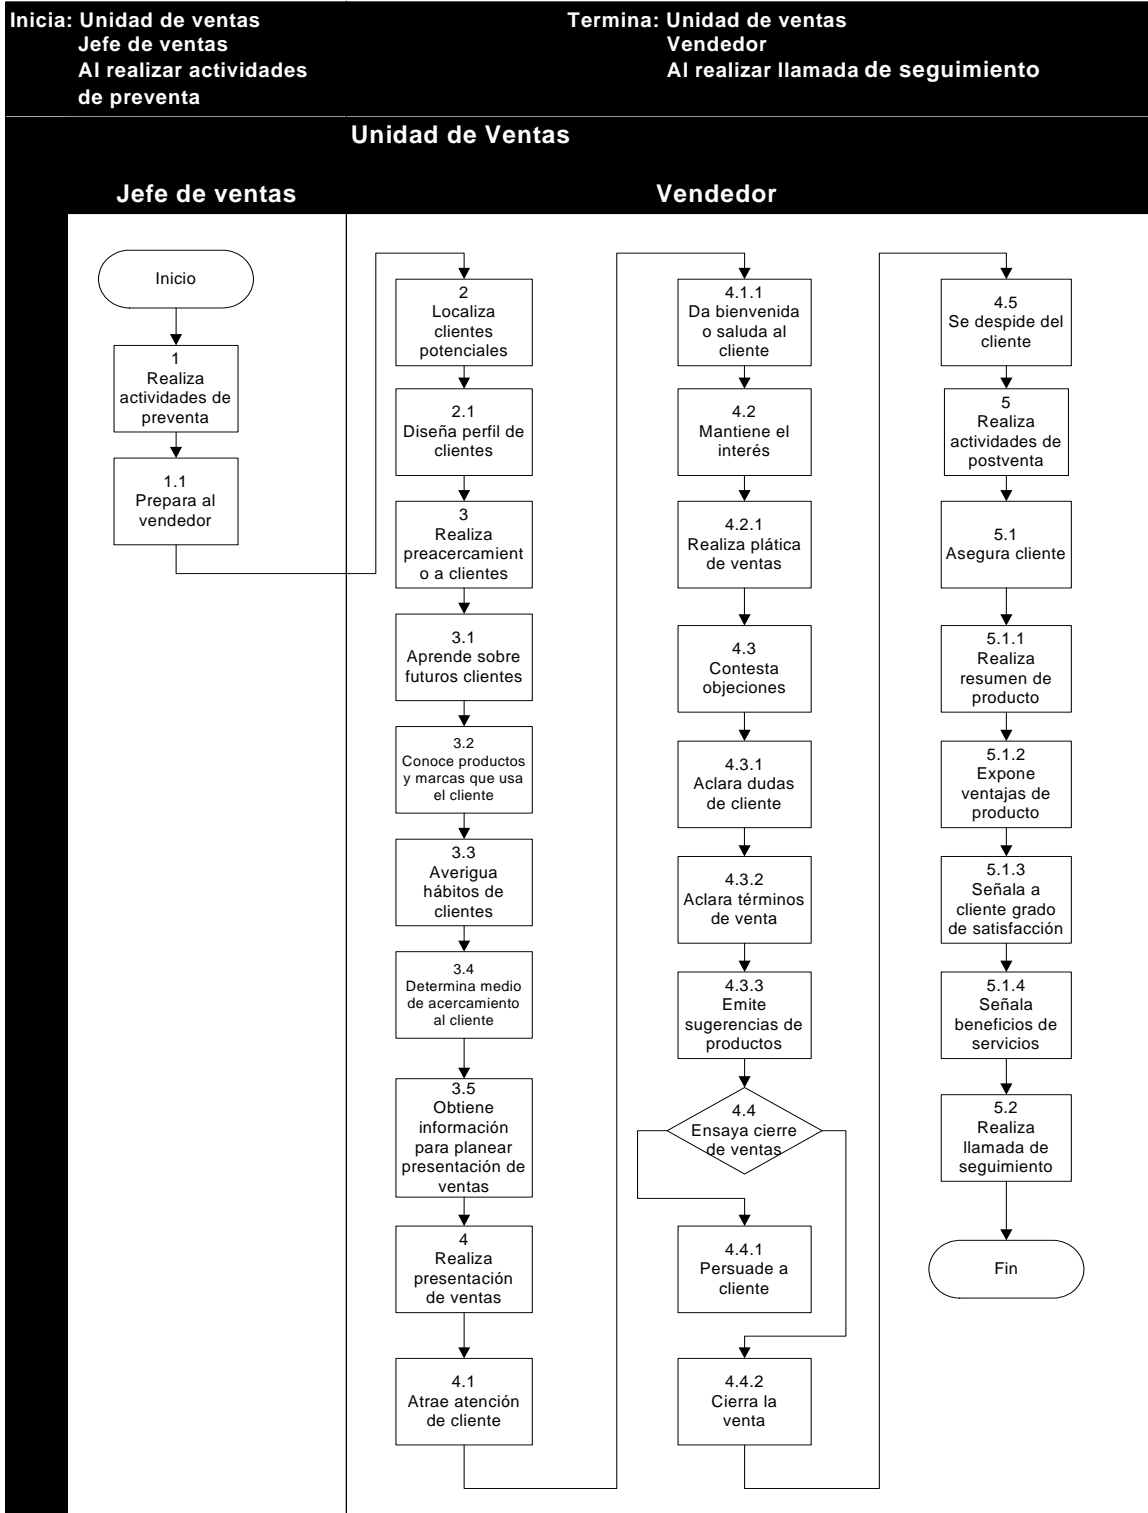 Inicia: Unidad de ventas
Jefe de ventas
Al realizar actividades
de preventa
Termina: Unidad de ventas
Vendedor
Al realizar llamada de seguimiento
Unidad de Ventas
Jefe de ventas
Vendedor
Inicio
1
Realiza
actividades de
preventa
1.1
Prepara al
vendedor
2
Localiza
clientes
potenciales
2.1
Diseña perfil de
clientes
3
Realiza
preacercamient
o a clientes
3.1
Aprende sobre
futuros clientes
3.2
Conoce productos
y marcas que usa
el cliente
3.3
Averigua
hábitos de
clientes
3.4
Determina medio
de acercamiento
al cliente
3.5
Obtiene
información
para planear
presentación de
ventas
4
Realiza
presentación
de ventas
4.1
Atrae atención
de cliente
4.1.1
Da bienvenida
o saluda al
cliente
4.2
Mantiene el
interés
4.2.1
Realiza plática
de ventas
4.3
Contesta
objeciones
4.3.1
Aclara dudas
de cliente
4.3.2
Aclara términos
de venta
4.3.3
Emite
sugerencias de
productos
4.4
Ensaya cierre
de ventas
4.4.1
Persuade a
cliente
4.4.2
Cierra la
venta
4.5
Se despide del
cliente
5
Realiza
actividades de
postventa
5.1
Asegura cliente
5.1.1
Realiza
resumen de
producto
5.1.2
Expone
ventajas de
producto
5.1.3
Señala a
cliente grado
de satisfacción
5.1.4
Señala
beneficios de
servicios
5.2
Realiza
llamada de
seguimiento
Fin